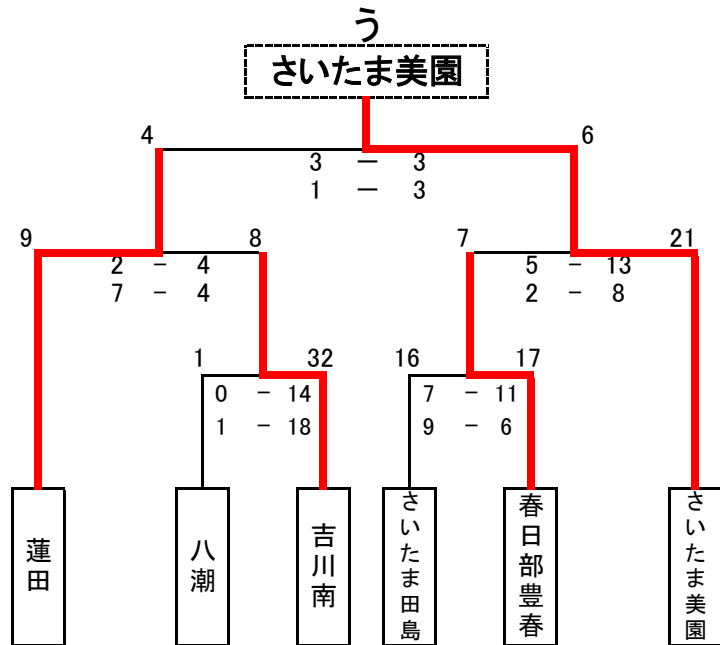 う
さいたま美園
4 6
3 － 3
1 － 3
9 8 7 21
2 － 4 5 － 13
7 － 4 2 － 8
1 32 16 17
0 － 14 7 － 11
1 － 18 9 － 6
蓮田
八潮
吉川南
さいたま田島
春日部豊春
さいたま美園